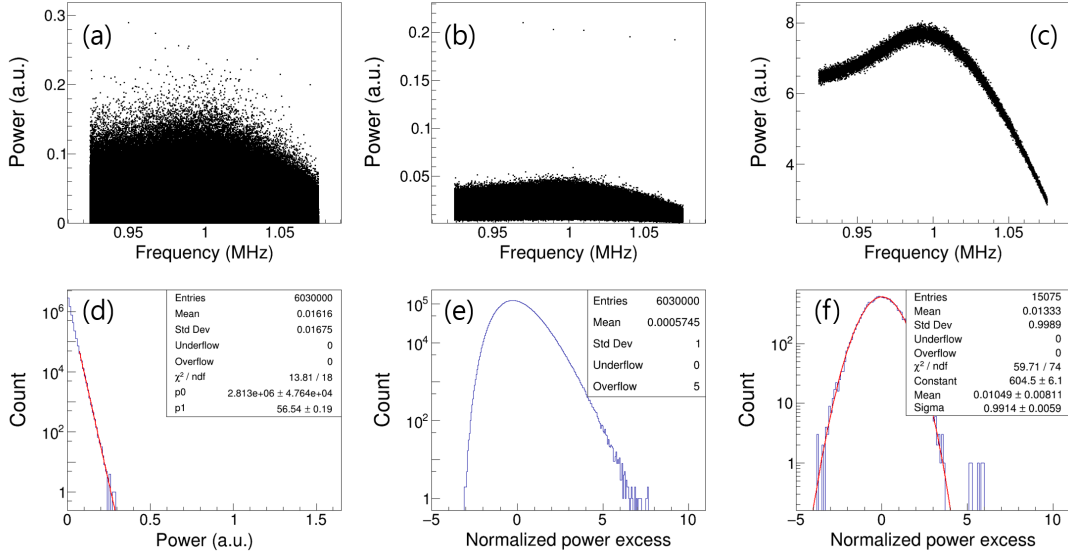 (a)
0.3
0.2
0.1
0
Power (a.u.)
0.95 1 1.05
Frequency (MHz)
(b)
0.2
0.15
0.1
0.05
Power (a.u.)
0.95 1 1.05
Frequency (MHz)
(c)
8
6
4
Power (a.u.)
0.95 1 1.05
Frequency (MHz)
(d)
10^6
10^4
10^2
1
Count
0 0.5 1 1.5
Power (a.u.)
Entries 6030000
Mean 0.01616
Std Dev 0.01675
Underflow 0
Overflow 0
χ² / ndf 13.81 / 18
p0 2.813e+06 ± 4.764e+04
p1 56.54 ± 0.19
(e)
10^5
10^4
10^2
1
Count
−5 0 5 10
Normalized power excess
Entries 6030000
Mean 0.0005745
Std Dev 1
Underflow 0
Overflow 5
(f)
10^2
10
1
Count
−5 0 5 10
Normalized power excess
Entries 15075
Mean 0.01333
Std Dev 0.9989
Underflow 0
Overflow 0
χ² / ndf 59.71 / 74
Constant 604.5 ± 6.1
Mean 0.01049 ± 0.00811
Sigma 0.9914 ± 0.0059